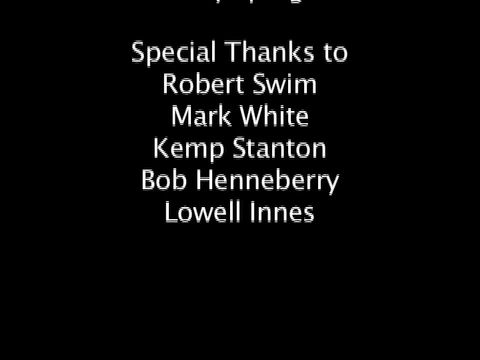 Special Thanks to
Robert Swim
Mark White
Kemp Stanton
Bob Henneberry
Lowell Innes